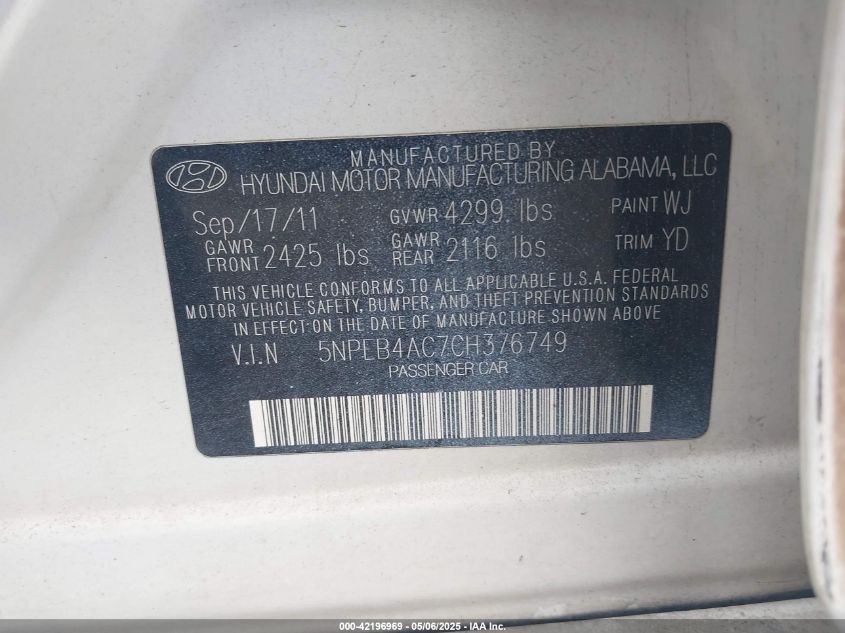 MANUFACTURED BY
HYUNDAI MOTOR MANUFACTURING ALABAMA, LLC
Sep/17/11 GVWR 4299 lbs PAINT WJ
GAWR FRONT 2425 lbs GAWR REAR 2116 lbs TRIM YD
THIS VEHICLE CONFORMS TO ALL APPLICABLE U.S.A. FEDERAL
MOTOR VEHICLE SAFETY, BUMPER, AND THEFT PREVENTION STANDARDS
IN EFFECT ON THE DATE OF MANUFACTURE SHOWN ABOVE
V.I.N 5NPEB4AC7CH376749
PASSENGER CAR
000-42196969 - 05/06/2025 - IAA Inc.